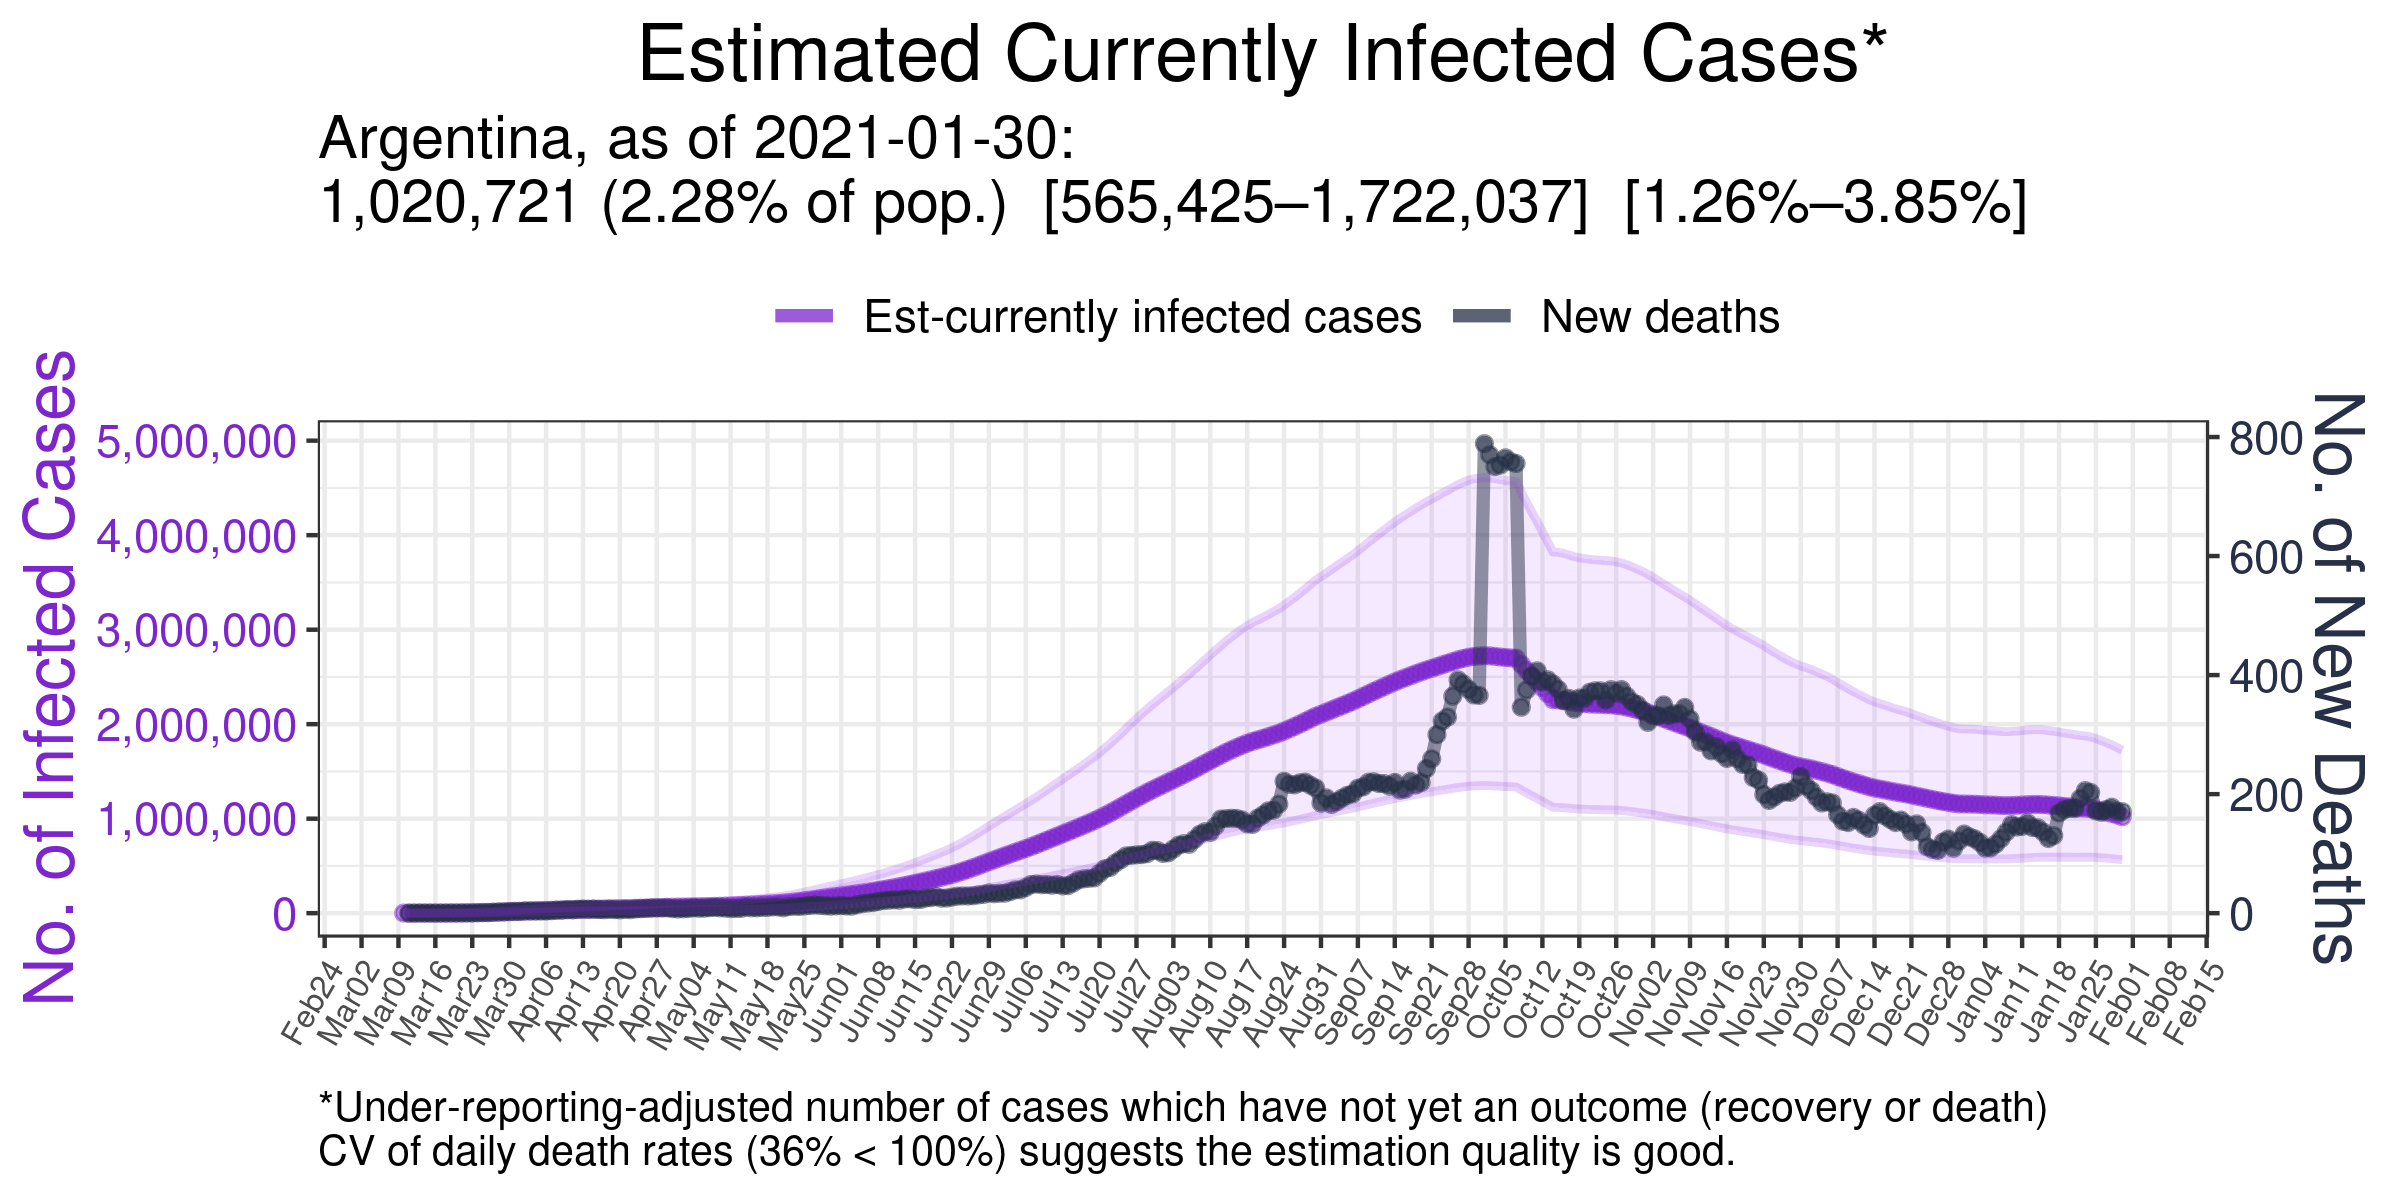 Estimated Currently Infected Cases*
Argentina, as of 2021-01-30:
1,020,721 (2.28% of pop.) [565,425–1,722,037] [1.26%–3.85%]
Est-currently infected cases
New deaths
No. of Infected Cases
5,000,000
4,000,000
3,000,000
2,000,000
1,000,000
0
800
600
400
200
0
No. of New Deaths
Feb24
Mar02
Mar09
Mar16
Mar23
Mar30
Apr06
Apr13
Apr20
Apr27
May04
May11
May18
May25
Jun01
Jun08
Jun15
Jun22
Jun29
Jul06
Jul13
Jul20
Jul27
Aug03
Aug10
Aug17
Aug24
Aug31
Sep07
Sep14
Sep21
Sep28
Oct05
Oct12
Oct19
Oct26
Nov02
Nov09
Nov16
Nov23
Nov30
Dec07
Dec14
Dec21
Dec28
Jan04
Jan11
Jan18
Jan25
Feb01
Feb08
Feb15
*Under-reporting-adjusted number of cases which have not yet an outcome (recovery or death)
CV of daily death rates (36% < 100%) suggests the estimation quality is good.